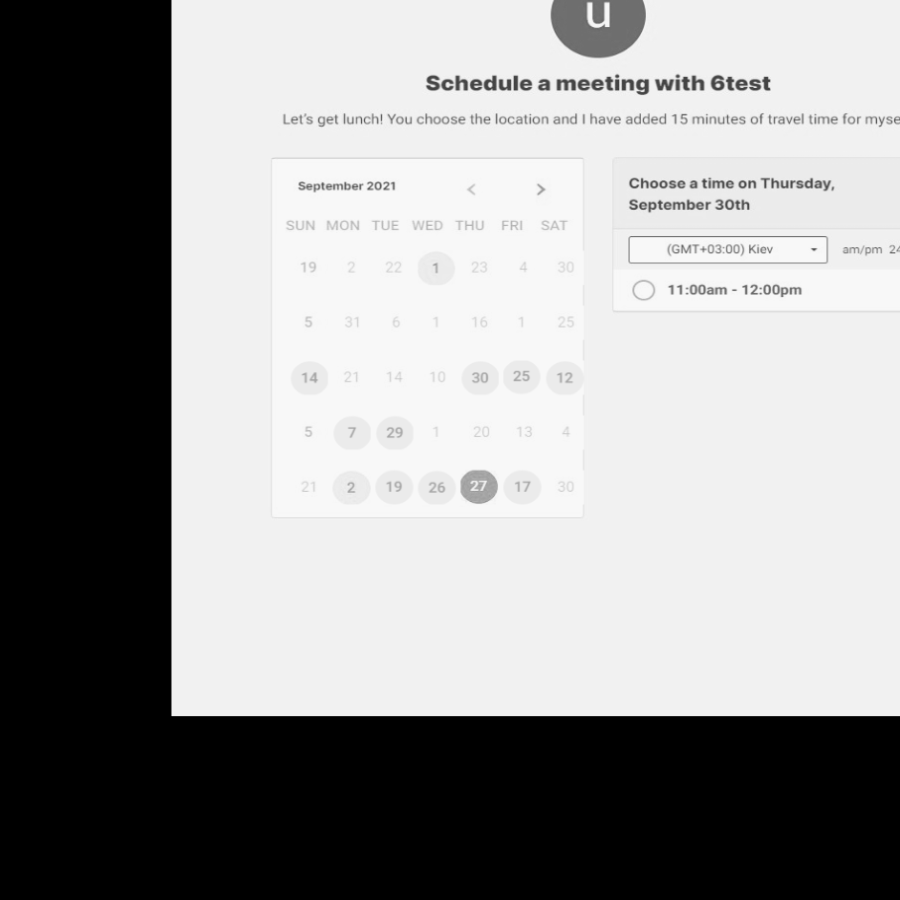 u
Schedule a meeting with 6test
Let's get lunch! You choose the location and I have added 15 minutes of travel time for myse
September 2021 < >
SUN MON TUE WED THU FRI SAT
19 2 22 1 23 4 30
5 31 6 1 16 1 25
14 21 14 10 30 25 12
5 7 29 1 20 13 4
21 2 19 26 27 17 30
Choose a time on Thursday,
September 30th
(GMT+03:00) Kiev am/pm 24
11:00am - 12:00pm